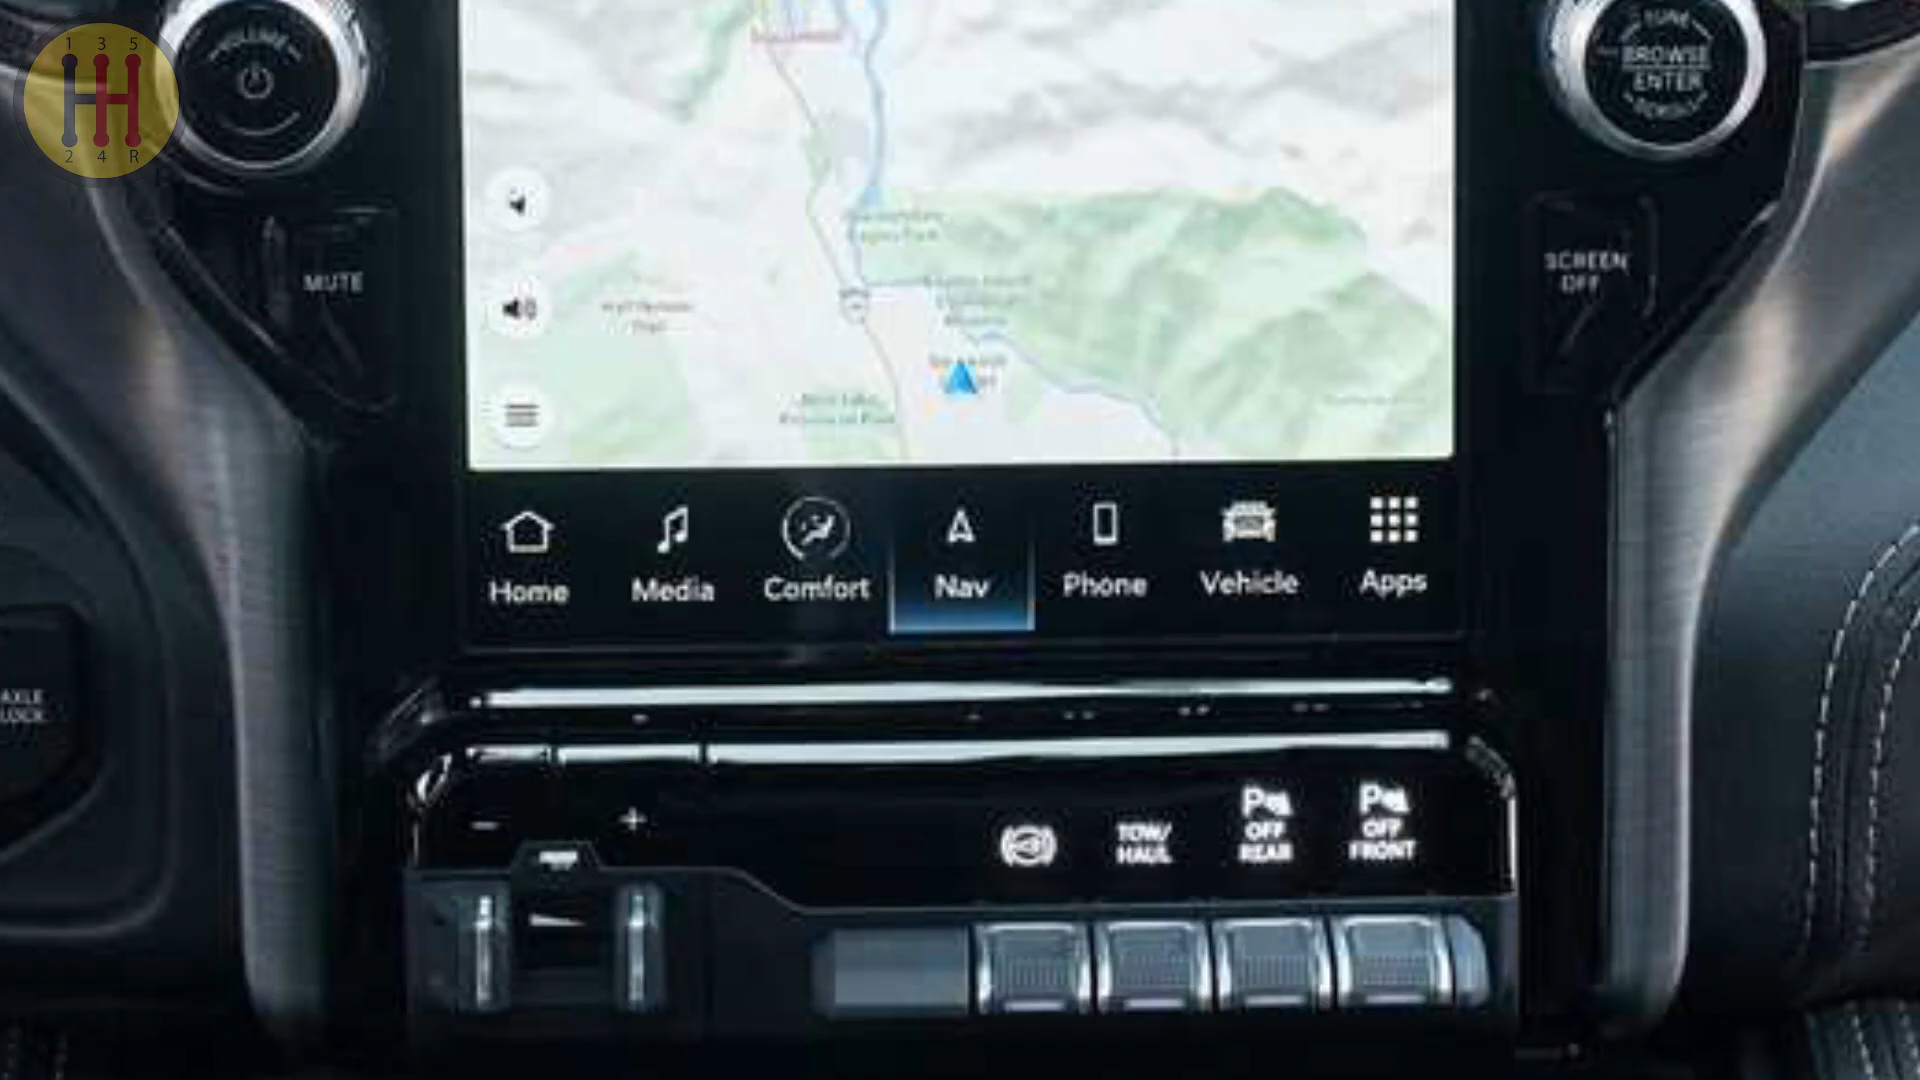 1 3 5
2 4 R
VOLUME
TUNE
BROWSE
ENTER
SCROLL
MUTE
SCREEN
OFF
Home
Media
Comfort
Nav
Phone
Vehicle
Apps
AXLE
LOCK
−
+
TOW/
HAUL
P
OFF
REAR
P
OFF
FRONT